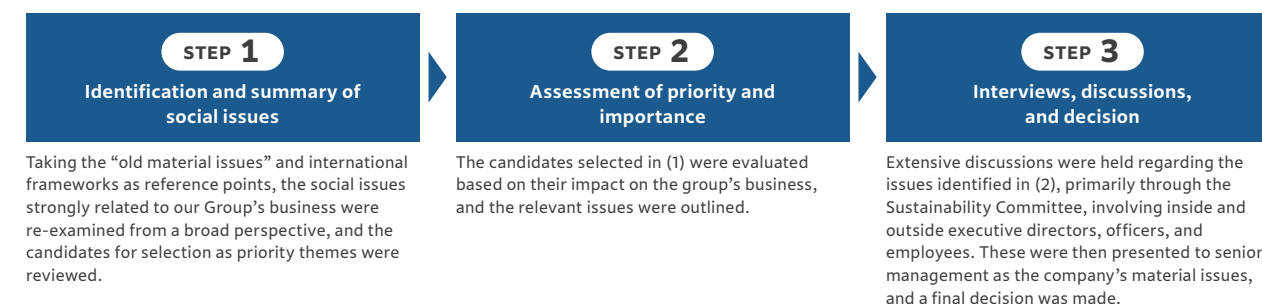 STEP 1
Identification and summary of
social issues
Taking the “old material issues” and international
frameworks as reference points, the social issues
strongly related to our Group’s business were
re-examined from a broad perspective, and the
candidates for selection as priority themes were
reviewed.
STEP 2
Assessment of priority and
importance
The candidates selected in (1) were evaluated
based on their impact on the group’s business,
and the relevant issues were outlined.
STEP 3
Interviews, discussions,
and decision
Extensive discussions were held regarding the
issues identified in (2), primarily through the
Sustainability Committee, involving inside and
outside executive directors, officers, and
employees. These were then presented to senior
management as the company’s material issues,
and a final decision was made.